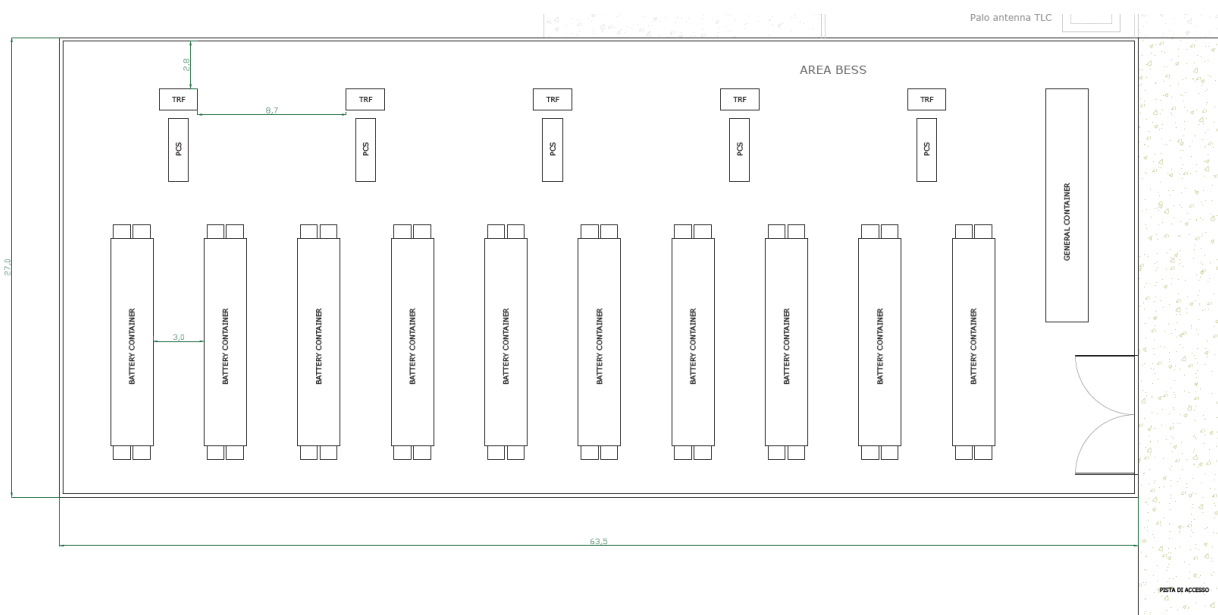 Palo antenna TLC
AREA BESS
2,8
TRF
TRF
TRF
TRF
TRF
8,7
PCS
PCS
PCS
PCS
PCS
GENERAL CONTAINER
27,0
3,0
BATTERY CONTAINER
BATTERY CONTAINER
BATTERY CONTAINER
BATTERY CONTAINER
BATTERY CONTAINER
BATTERY CONTAINER
BATTERY CONTAINER
BATTERY CONTAINER
BATTERY CONTAINER
BATTERY CONTAINER
63,5
PISTA DI ACCESSO